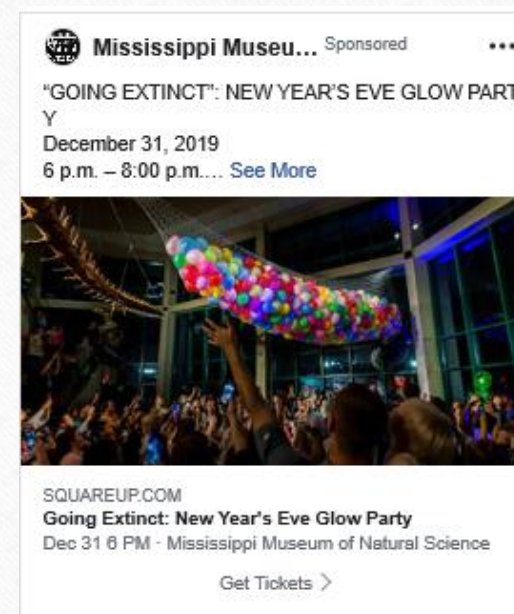 Mississippi Museu... Sponsored
“GOING EXTINCT”: NEW YEAR’S EVE GLOW PART
Y
December 31, 2019
6 p.m. – 8:00 p.m.... See More
SQUAREUP.COM
Going Extinct: New Year's Eve Glow Party
Dec 31 6 PM · Mississippi Museum of Natural Science
Get Tickets